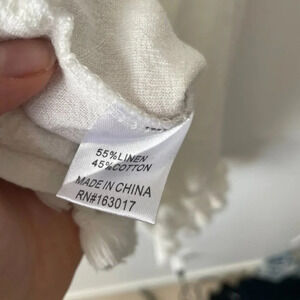 55%LINEN
45%COTTON
MADE IN CHINA
RN#163017